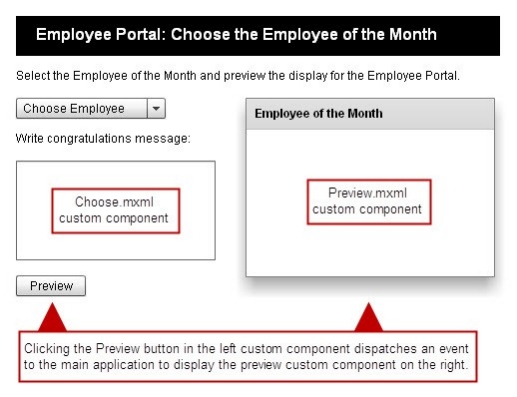 Employee Portal: Choose the Employee of the Month
Select the Employee of the Month and preview the display for the Employee Portal.
Choose Employee
Write congratulations message:
Choose.mxml
custom component
Preview
Employee of the Month
Preview.mxml
custom component
Clicking the Preview button in the left custom component dispatches an event
to the main application to display the preview custom component on the right.